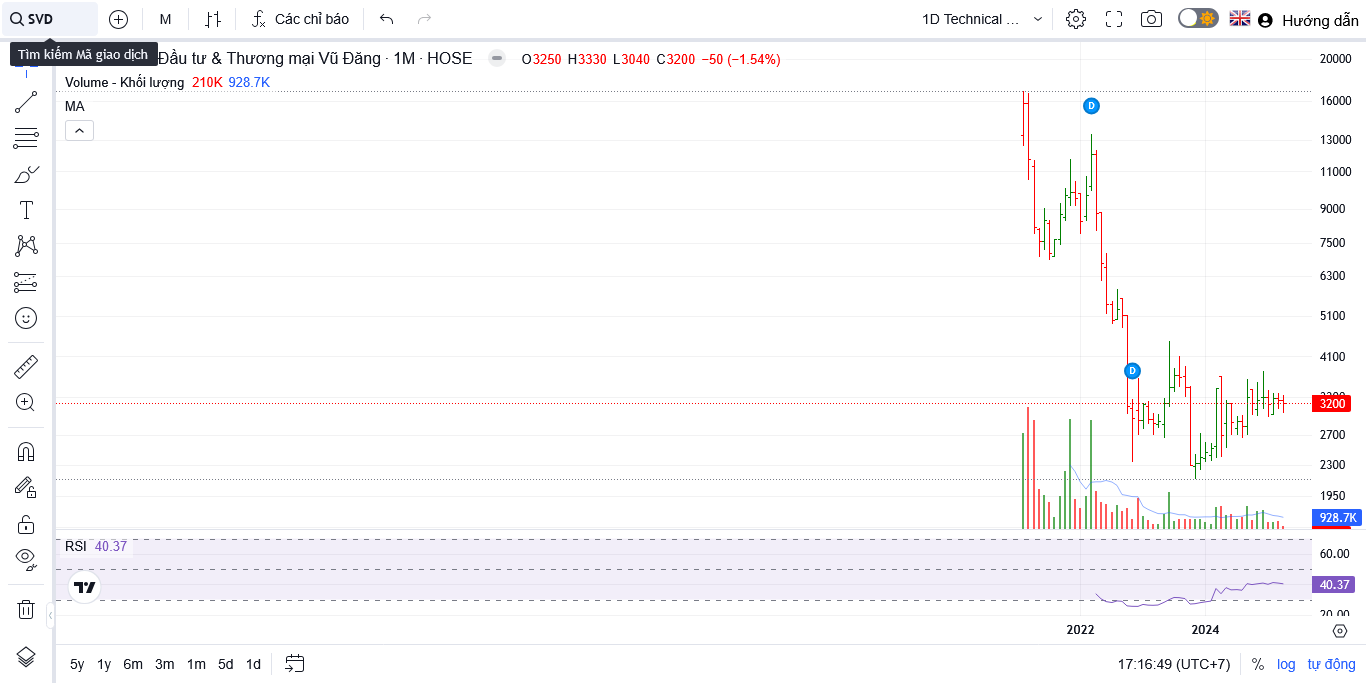 SVD M Các chỉ báo 1D Technical ... Hướng dẫn
Tìm kiếm Mã giao dịch
Đầu tư & Thương mại Vũ Đăng · 1M · HOSE O3250 H3330 L3040 C3200 −50 (−1.54%)
Volume - Khối lượng 210K 928.7K
MA
D
D
20000
16000
13000
11000
9000
7500
6300
5100
4100
3200
2700
2300
1950
928.7K
RSI 40.37
60.00
40.37
20.00
2022 2024
5y 1y 6m 3m 1m 5d 1d 17:16:49 (UTC+7) % log tự động